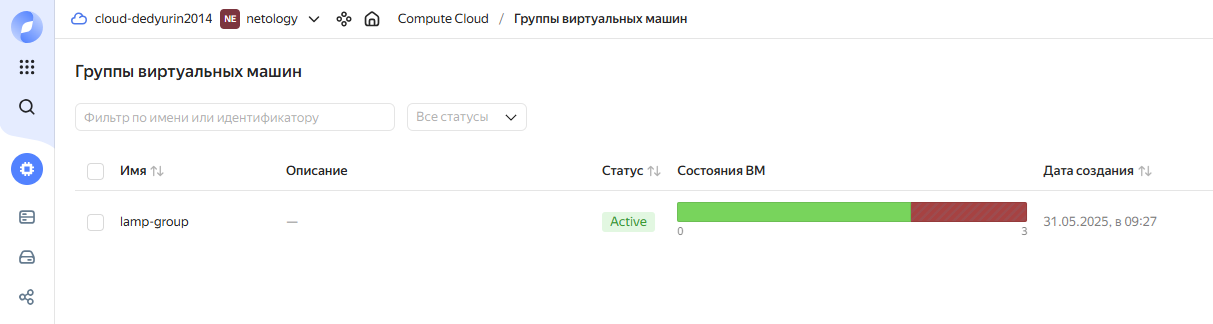 cloud-dedyurin2014 NE netology Compute Cloud / Группы виртуальных машин
Группы виртуальных машин
Фильтр по имени или идентификатору Все статусы
Имя Описание Статус Состояния ВМ Дата создания
lamp-group — Active 31.05.2025, в 09:27
0 3